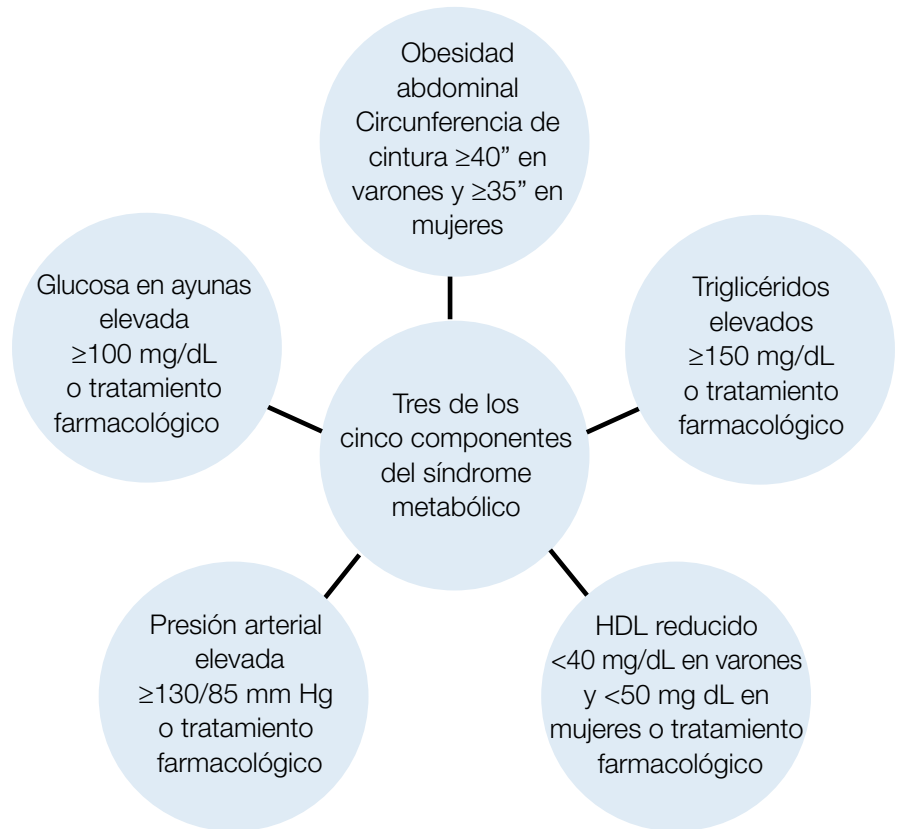 Obesidad
abdominal
Circunferencia de
cintura ≥40” en
varones y ≥35” en
mujeres
Glucosa en ayunas
elevada
≥100 mg/dL
o tratamiento
farmacológico
Triglicéridos
elevados
≥150 mg/dL
o tratamiento
farmacológico
Tres de los
cinco componentes
del síndrome
metabólico
Presión arterial
elevada
≥130/85 mm Hg
o tratamiento
farmacológico
HDL reducido
<40 mg/dL en varones
y <50 mg dL en
mujeres o tratamiento
farmacológico